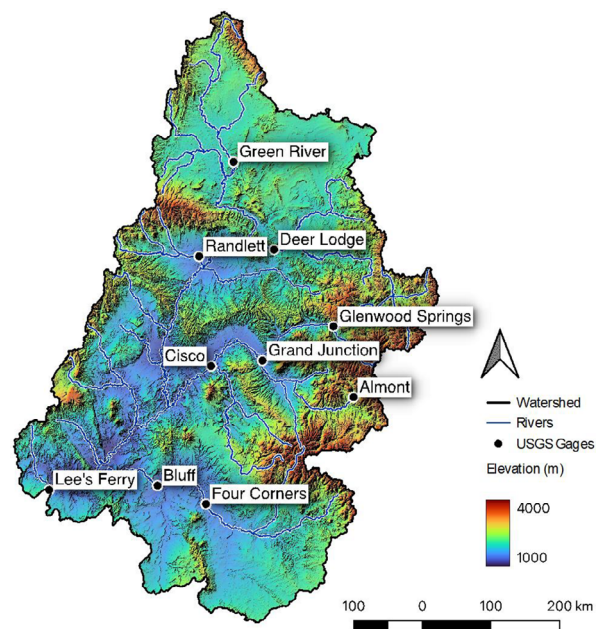 Green River
Randlett
Deer Lodge
Glenwood Springs
Cisco
Grand Junction
Almont
Lee's Ferry
Bluff
Four Corners
Watershed
Rivers
USGS Gages
Elevation (m)
4000
1000
100 0 100 200 km